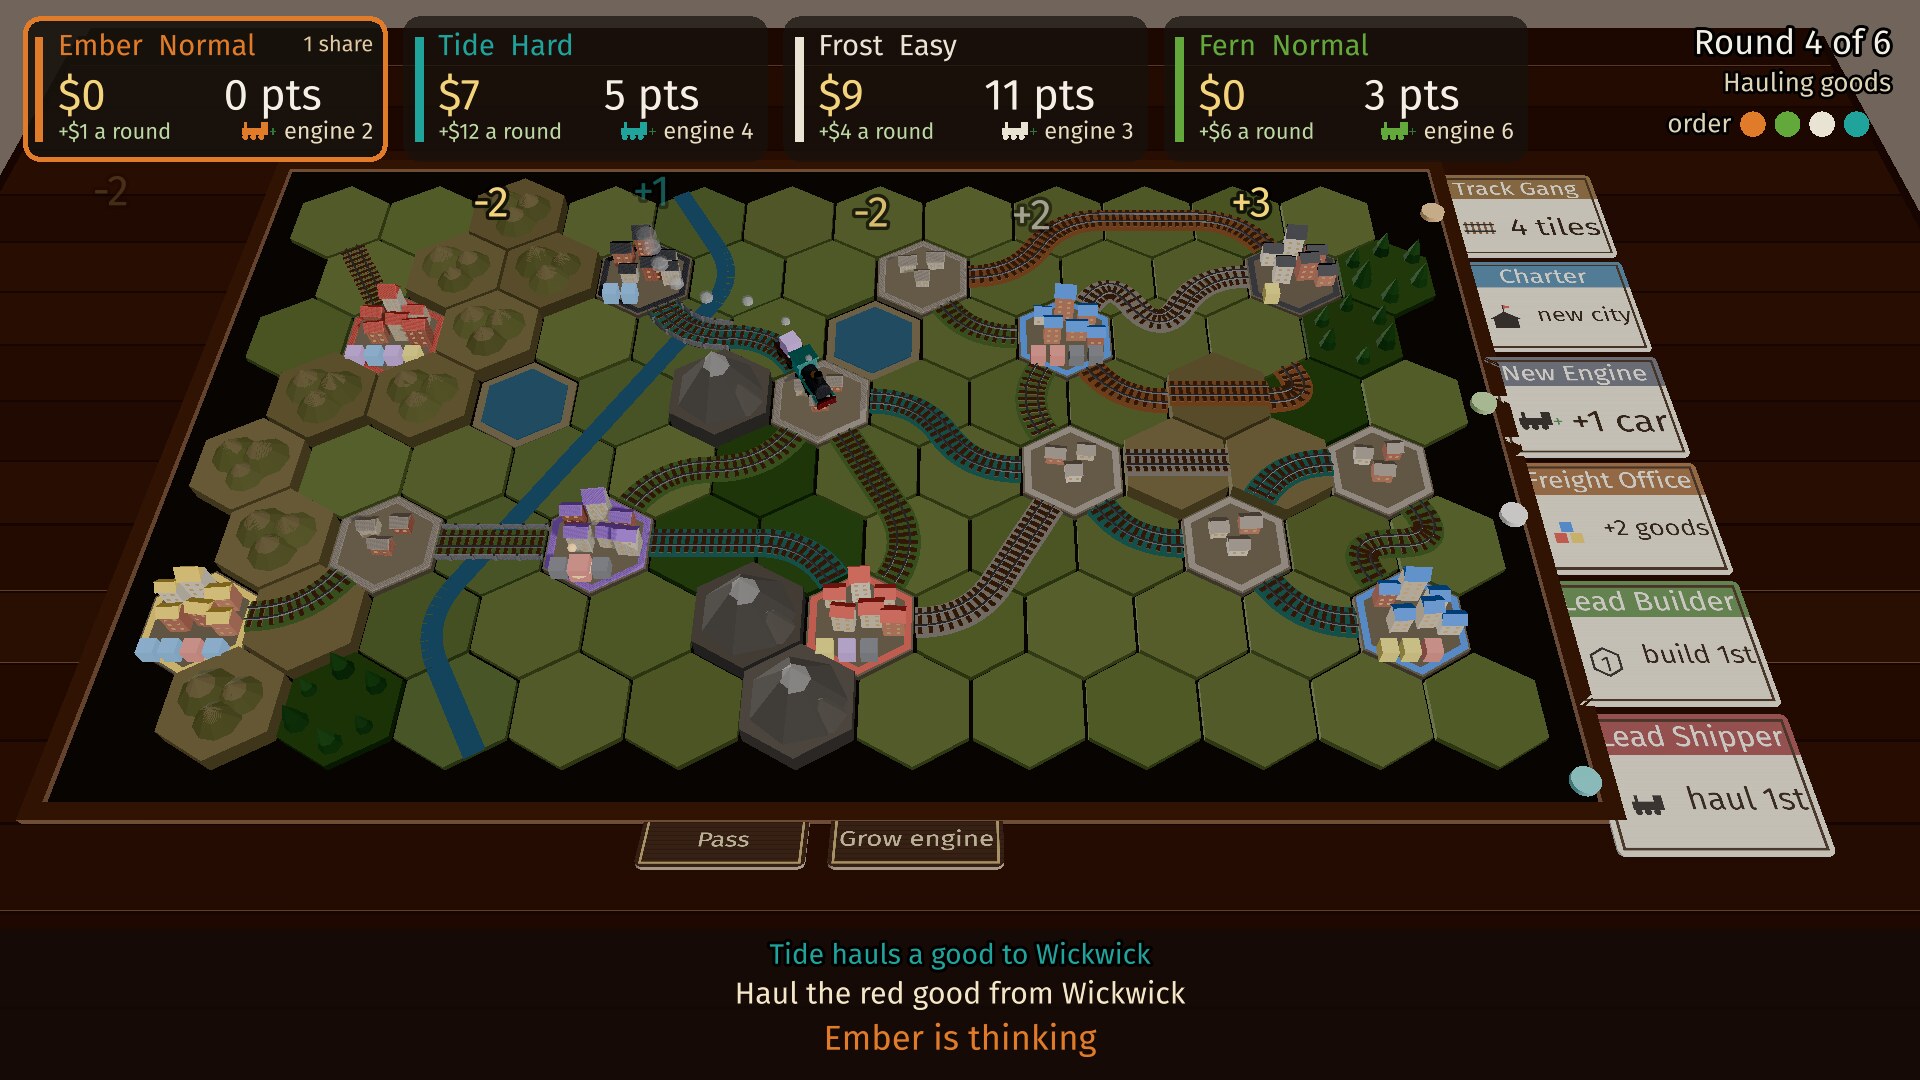 Ember Normal 1 share
$0 0 pts
+$1 a round engine 2
Tide Hard
$7 5 pts
+$12 a round engine 4
Frost Easy
$9 11 pts
+$4 a round engine 3
Fern Normal
$0 3 pts
+$6 a round engine 6
Round 4 of 6
Hauling goods
order
-2
-2
+1
-2
+2
+3
Track Gang
4 tiles
Charter
new city
New Engine
+1 car
Freight Office
+2 goods
Lead Builder
1 build 1st
Lead Shipper
haul 1st
Pass
Grow engine
Tide hauls a good to Wickwick
Haul the red good from Wickwick
Ember is thinking